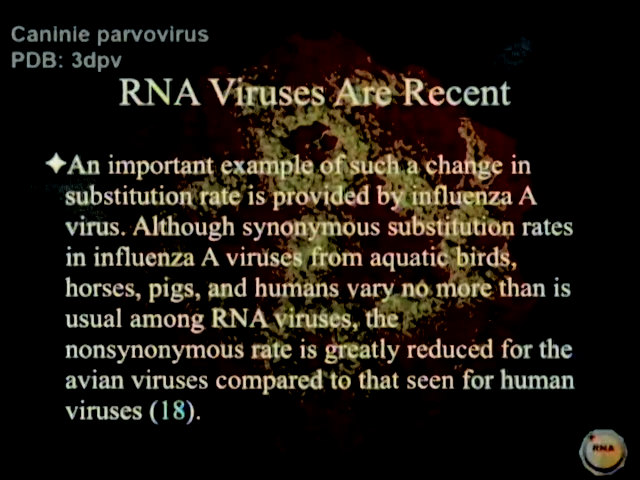 Caninie parvovirus
PDB: 3dpv
RNA Viruses Are Recent
An important example of such a change in
substitution rate is provided by influenza A
virus. Although synonymous substitution rates
in influenza A viruses from aquatic birds,
horses, pigs, and humans vary no more than is
usual among RNA viruses, the
nonsynonymous rate is greatly reduced for the
avian viruses compared to that seen for human
viruses (18).
RNA